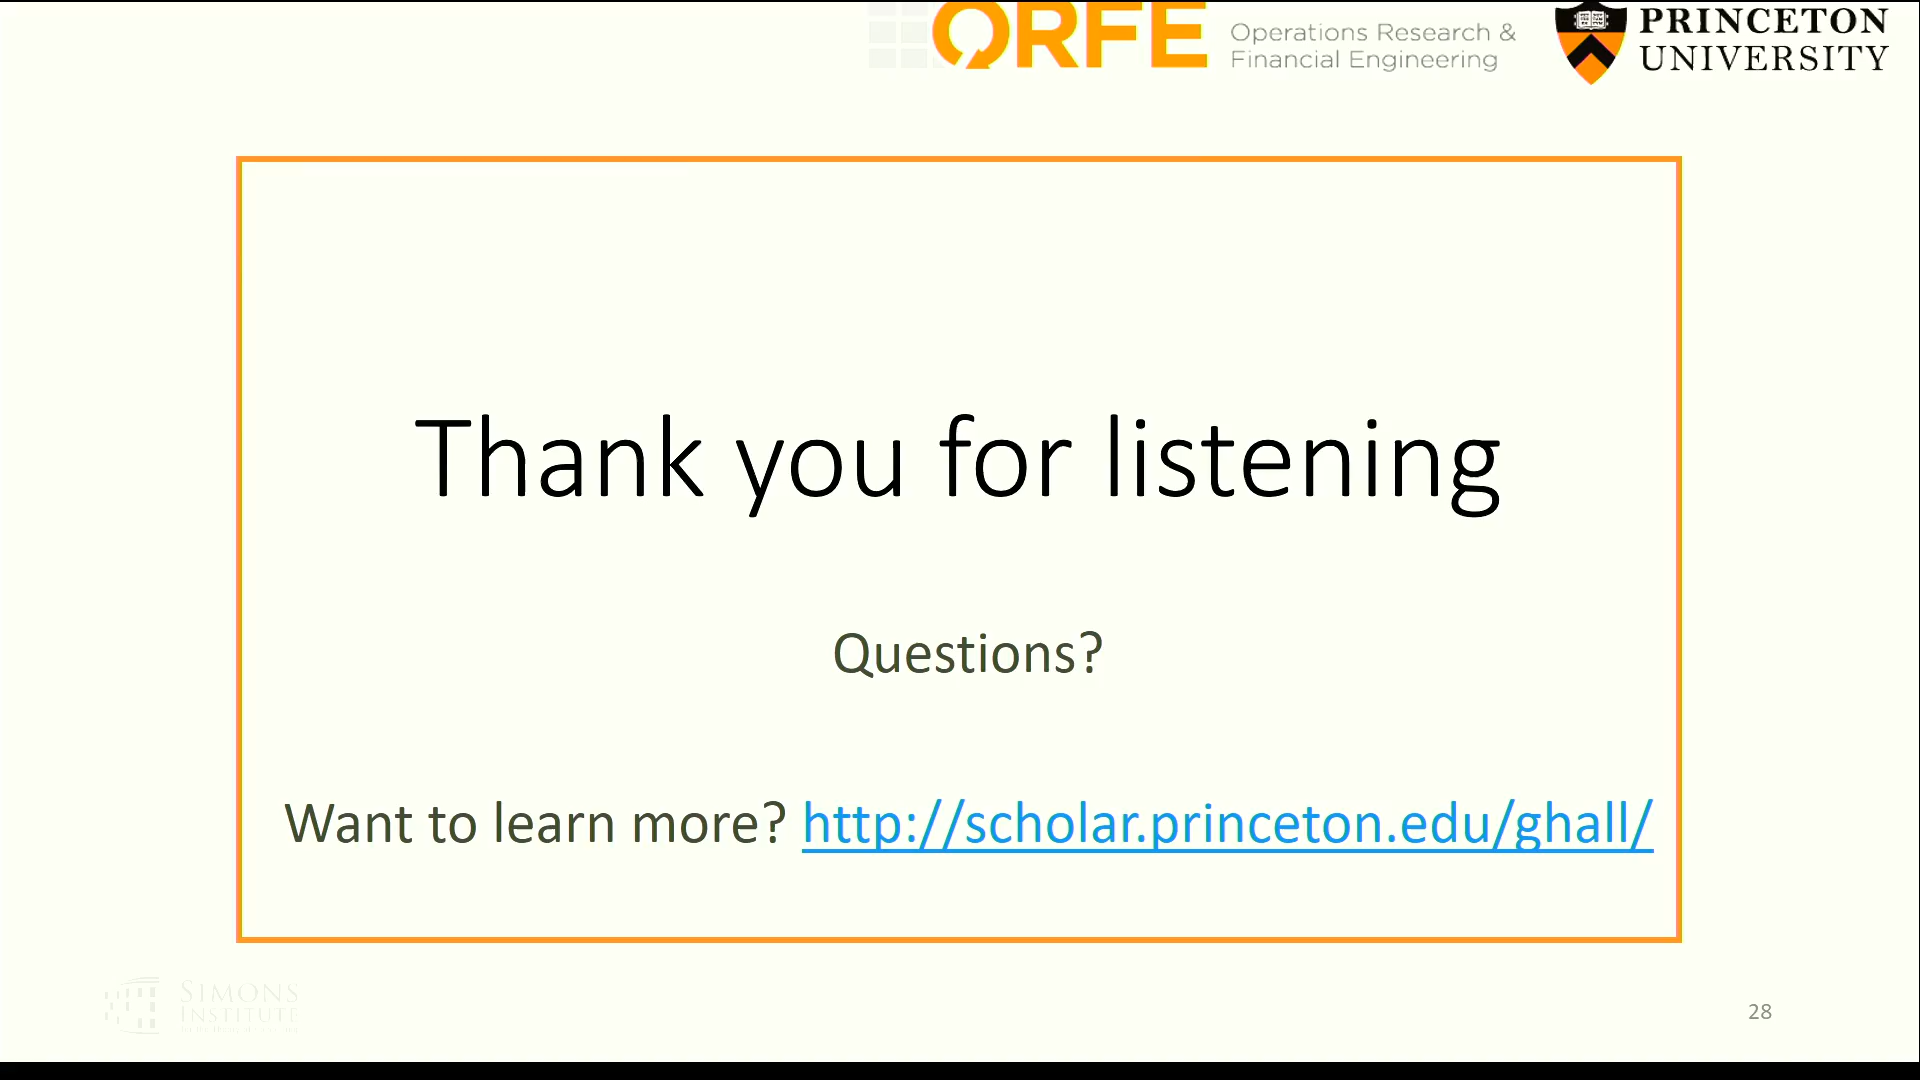 ORFE
Operations Research &
Financial Engineering
PRINCETON
UNIVERSITY
Thank you for listening
Questions?
Want to learn more? http://scholar.princeton.edu/ghall/
SIMONS
INSTITUTE
28